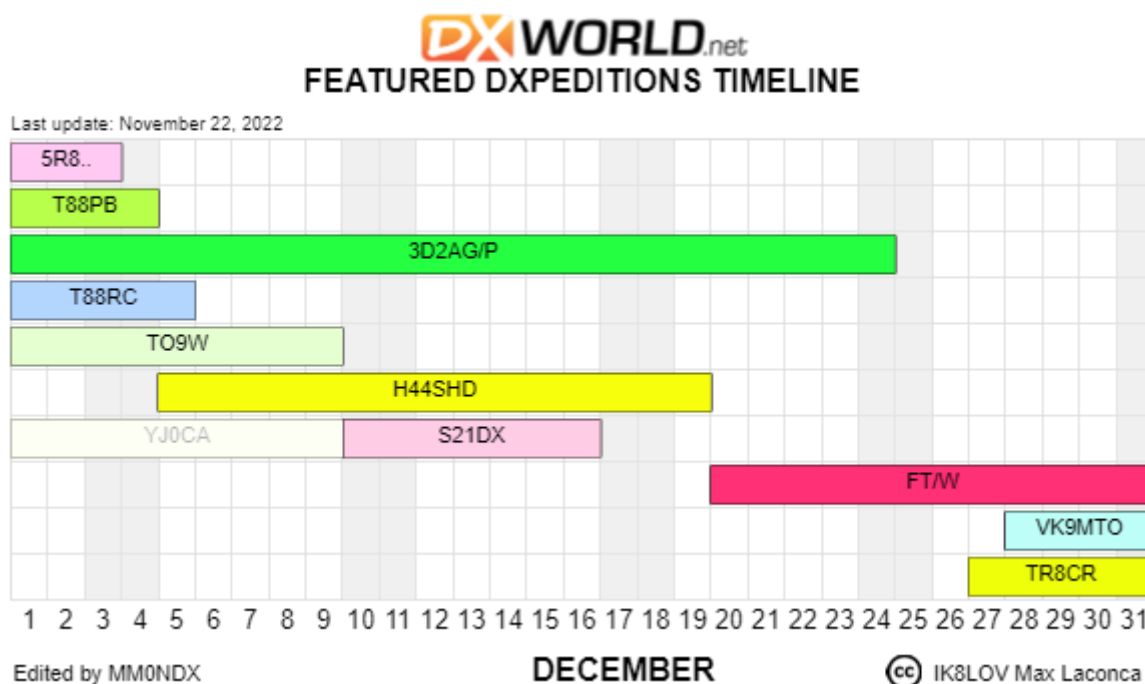 DX WORLD.net
FEATURED DXPEDITIONS TIMELINE
Last update: November 22, 2022
5R8..
T88PB
3D2AG/P
T88RC
TO9W
H44SHD
YJ0CA S21DX
FT/W
VK9MTO
TR8CR
1 2 3 4 5 6 7 8 9 10 11 12 13 14 15 16 17 18 19 20 21 22 23 24 25 26 27 28 29 30 31
Edited by MM0NDX DECEMBER cc IK8LOV Max Laconca